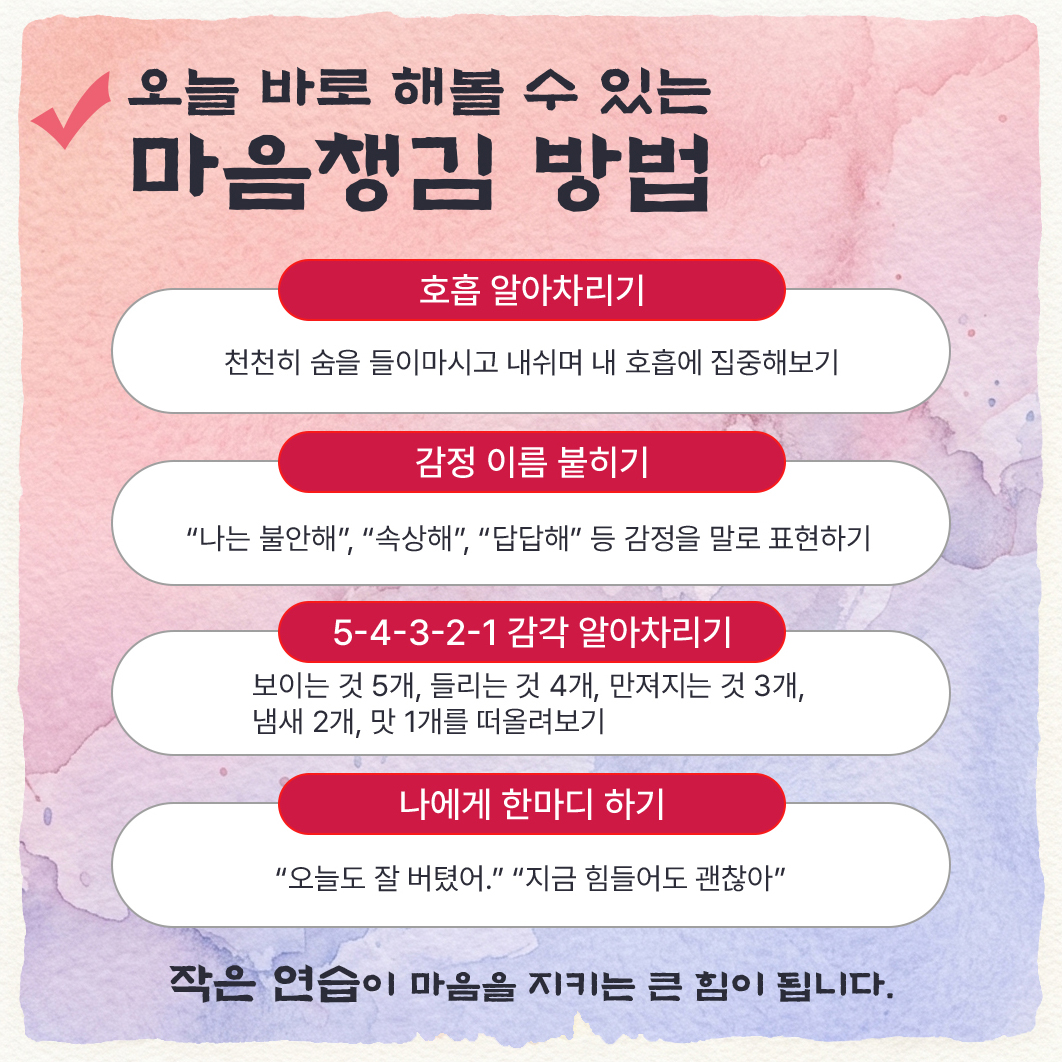 오늘 바로 해볼 수 있는
마음챙김 방법
호흡 알아차리기
천천히 숨을 들이마시고 내쉬며 내 호흡에 집중해보기
감정 이름 붙히기
“나는 불안해”, “속상해”, “답답해” 등 감정을 말로 표현하기
5-4-3-2-1 감각 알아차리기
보이는 것 5개, 들리는 것 4개, 만져지는 것 3개,
냄새 2개, 맛 1개를 떠올려보기
나에게 한마디 하기
“오늘도 잘 버텼어.” “지금 힘들어도 괜찮아”
작은 연습이 마음을 지키는 큰 힘이 됩니다.